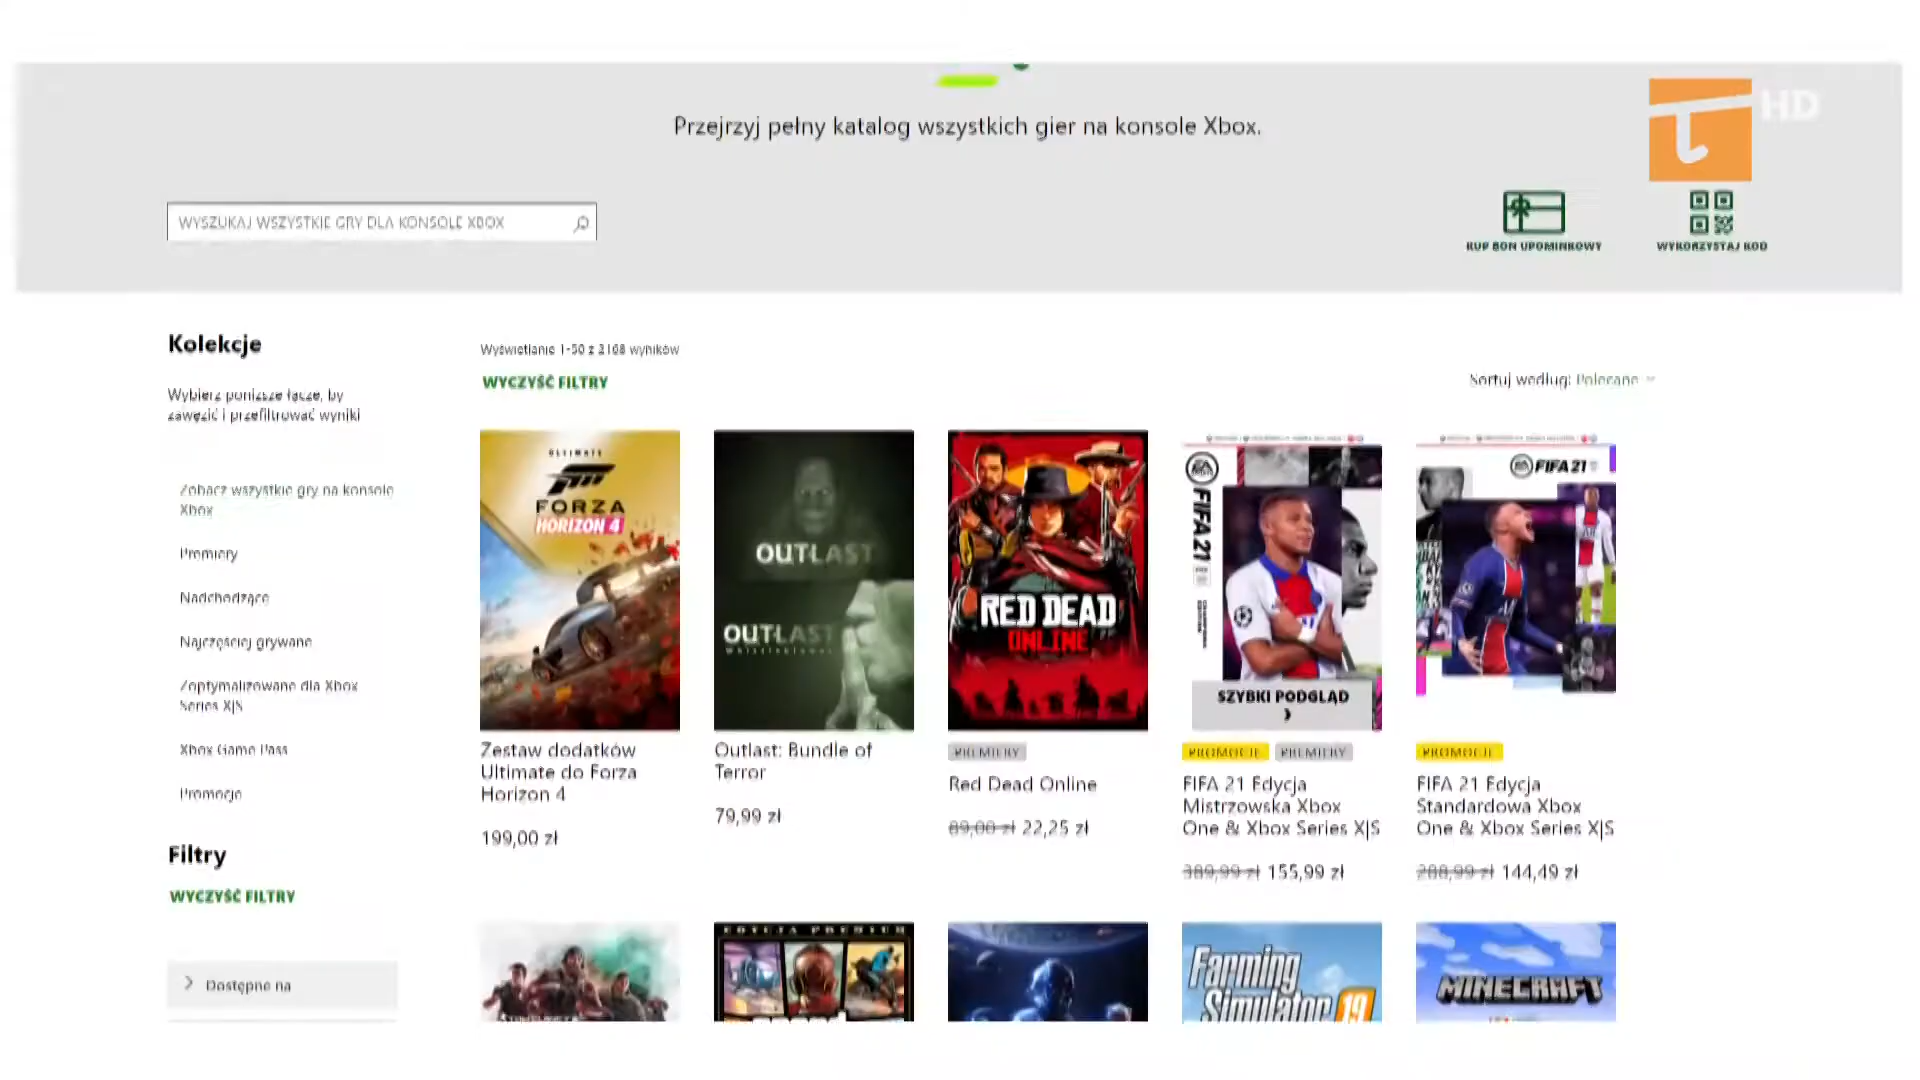 HD
Przejrzyj pełny katalog wszystkich gier na konsole Xbox.
WYSZUKAJ WSZYSTKIE GRY DLA KONSOLE XBOX
KUP BON UPOMINKOWY
WYKORZYSTAJ KOD
Kolekcje
Wybierz poniższe łącze, by
zawęzić i przefiltrować wyniki
Zobacz wszystkie gry na konsole
Xbox
Premiery
Nadchodzące
Najczęściej grywane
Zoptymalizowane dla Xbox
Series X|S
Xbox Game Pass
Promocje
Filtry
WYCZYŚĆ FILTRY
Dostępne na
Wyświetlanie 1-50 z 2168 wyników
WYCZYŚĆ FILTRY
Sortuj według: Polecane
ULTIMATE
FORZA
HORIZON 4
Zestaw dodatków
Ultimate do Forza
Horizon 4
199,00 zł
OUTLAST
OUTLAST
Whistleblower
Outlast: Bundle of
Terror
79,99 zł
RED DEAD
ONLINE
PREMIERY
Red Dead Online
89,00 zł 22,25 zł
FIFA 21
SZYBKI PODGLĄD
PROMOCJE PREMIERY
FIFA 21 Edycja
Mistrzowska Xbox
One & Xbox Series X|S
389,99 zł 155,99 zł
FIFA 21
PROMOCJE
FIFA 21 Edycja
Standardowa Xbox
One & Xbox Series X|S
288,99 zł 144,49 zł
EDYCJA PREMIUM
Farming
Simulator 19
MINECRAFT